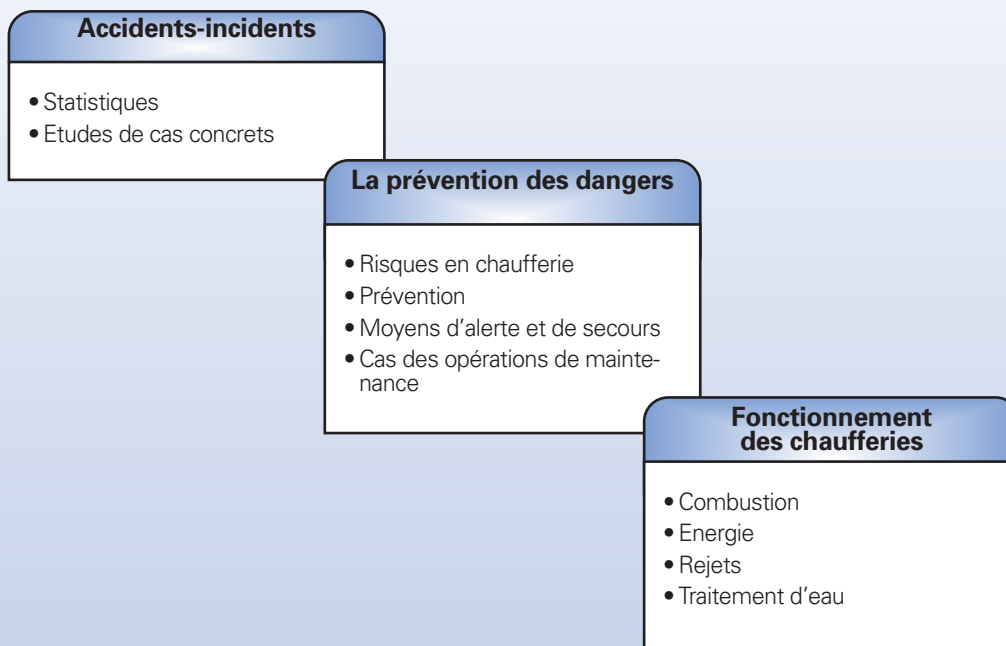 Accidents-incidents
• Statistiques
• Etudes de cas concrets
La prévention des dangers
• Risques en chaufferie
• Prévention
• Moyens d'alerte et de secours
• Cas des opérations de mainte-
nance
Fonctionnement
des chaufferies
• Combustion
• Energie
• Rejets
• Traitement d'eau